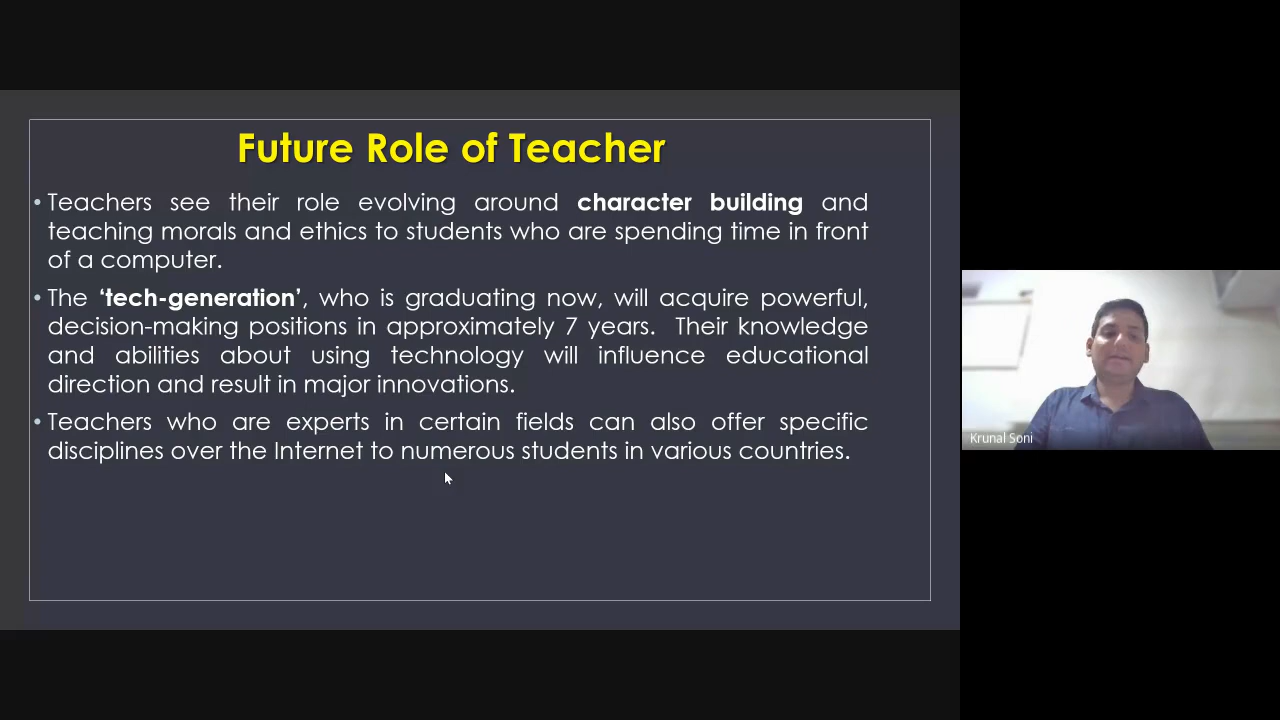 Future Role of Teacher
• Teachers see their role evolving around character building and
teaching morals and ethics to students who are spending time in front
of a computer.
• The ‘tech-generation’, who is graduating now, will acquire powerful,
decision-making positions in approximately 7 years. Their knowledge
and abilities about using technology will influence educational
direction and result in major innovations.
• Teachers who are experts in certain fields can also offer specific
disciplines over the Internet to numerous students in various countries.
Krunal Soni